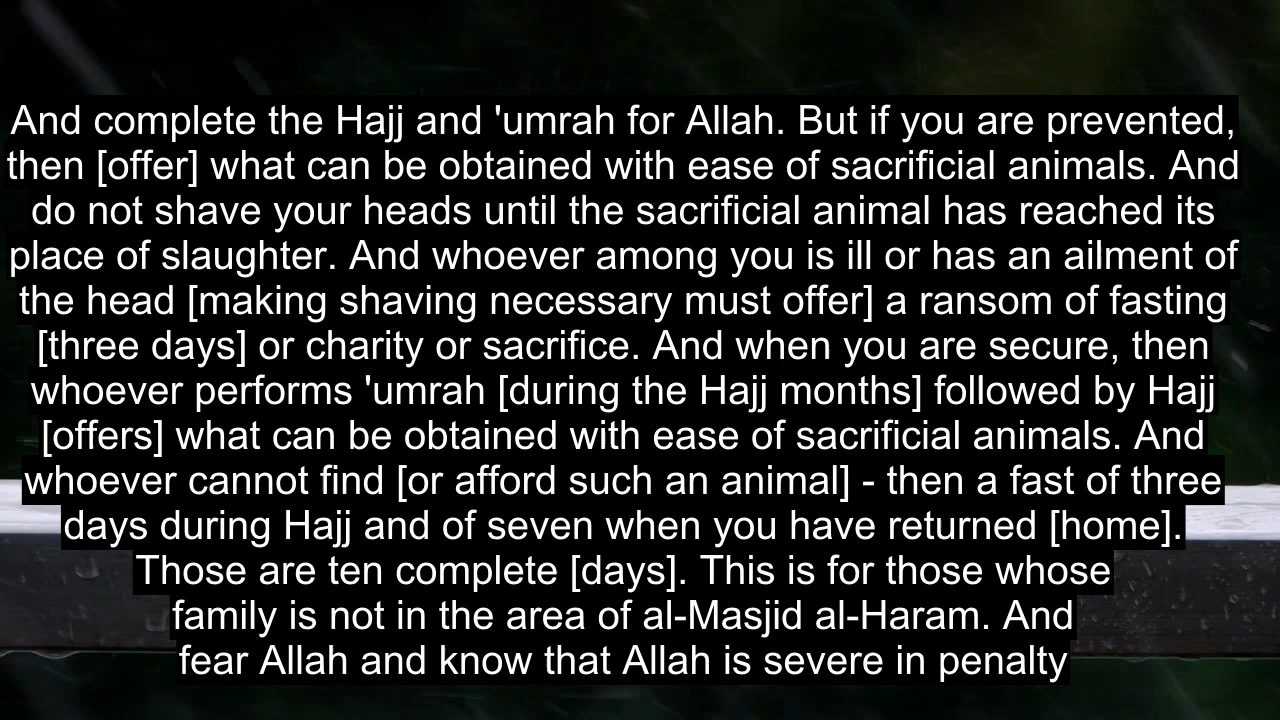 And complete the Hajj and 'umrah for Allah. But if you are prevented,
then [offer] what can be obtained with ease of sacrificial animals. And
do not shave your heads until the sacrificial animal has reached its
place of slaughter. And whoever among you is ill or has an ailment of
the head [making shaving necessary must offer] a ransom of fasting
[three days] or charity or sacrifice. And when you are secure, then
whoever performs 'umrah [during the Hajj months] followed by Hajj
[offers] what can be obtained with ease of sacrificial animals. And
whoever cannot find [or afford such an animal] - then a fast of three
days during Hajj and of seven when you have returned [home].
Those are ten complete [days]. This is for those whose
family is not in the area of al-Masjid al-Haram. And
fear Allah and know that Allah is severe in penalty